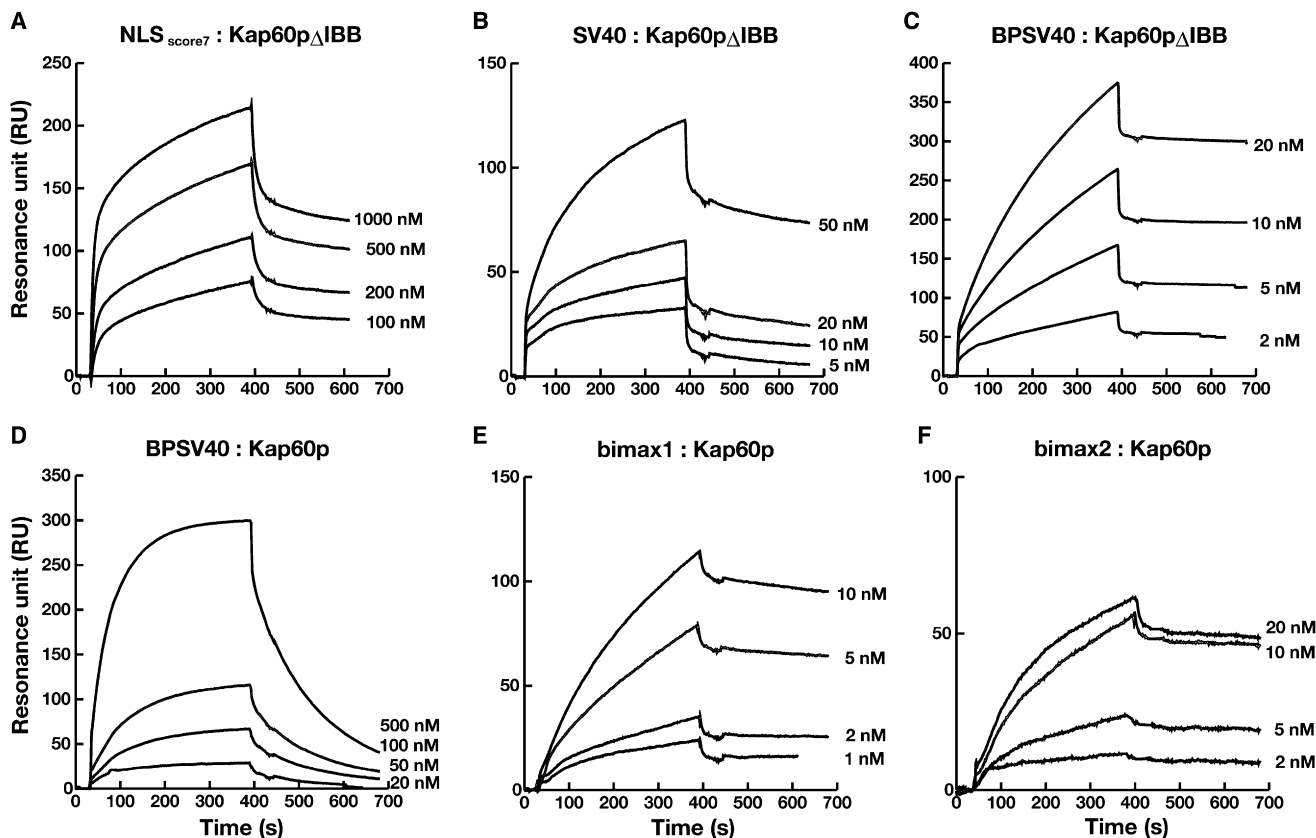 A
NLS score7 : Kap60pΔIBB
Resonance unit (RU)
250
200
150
100
50
0
0 100 200 300 400 500 600 700
1000 nM
500 nM
200 nM
100 nM
B
SV40 : Kap60pΔIBB
150
100
50
0
0 100 200 300 400 500 600 700
50 nM
20 nM
10 nM
5 nM
C
BPSV40 : Kap60pΔIBB
400
350
300
250
200
150
100
50
0
0 100 200 300 400 500 600 700
20 nM
10 nM
5 nM
2 nM
D
BPSV40 : Kap60p
Resonance unit (RU)
350
300
250
200
150
100
50
0
0 100 200 300 400 500 600 700
Time (s)
500 nM
100 nM
50 nM
20 nM
E
bimax1 : Kap60p
150
100
50
0
0 100 200 300 400 500 600 700
Time (s)
10 nM
5 nM
2 nM
1 nM
F
bimax2 : Kap60p
100
50
0
0 100 200 300 400 500 600 700
Time (s)
20 nM
10 nM
5 nM
2 nM